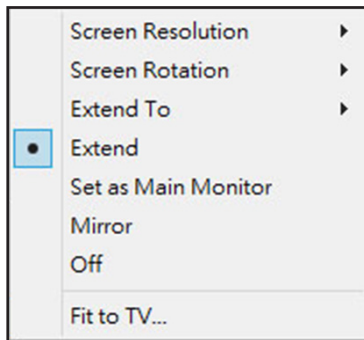 Screen Resolution
Screen Rotation
Extend To
Extend
Set as Main Monitor
Mirror
Off
Fit to TV...